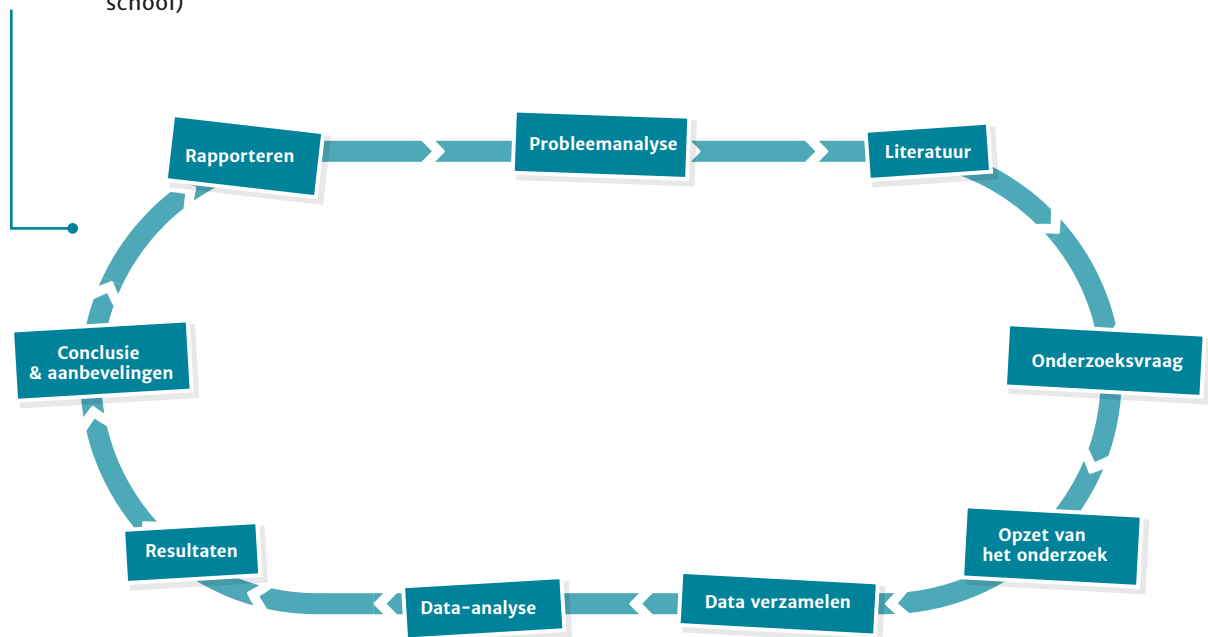 school)
Rapporteren
Probleemanalyse
Literatuur
Onderzoeksvraag
Opzet van
het onderzoek
Data verzamelen
Data-analyse
Resultaten
Conclusie
& aanbevelingen